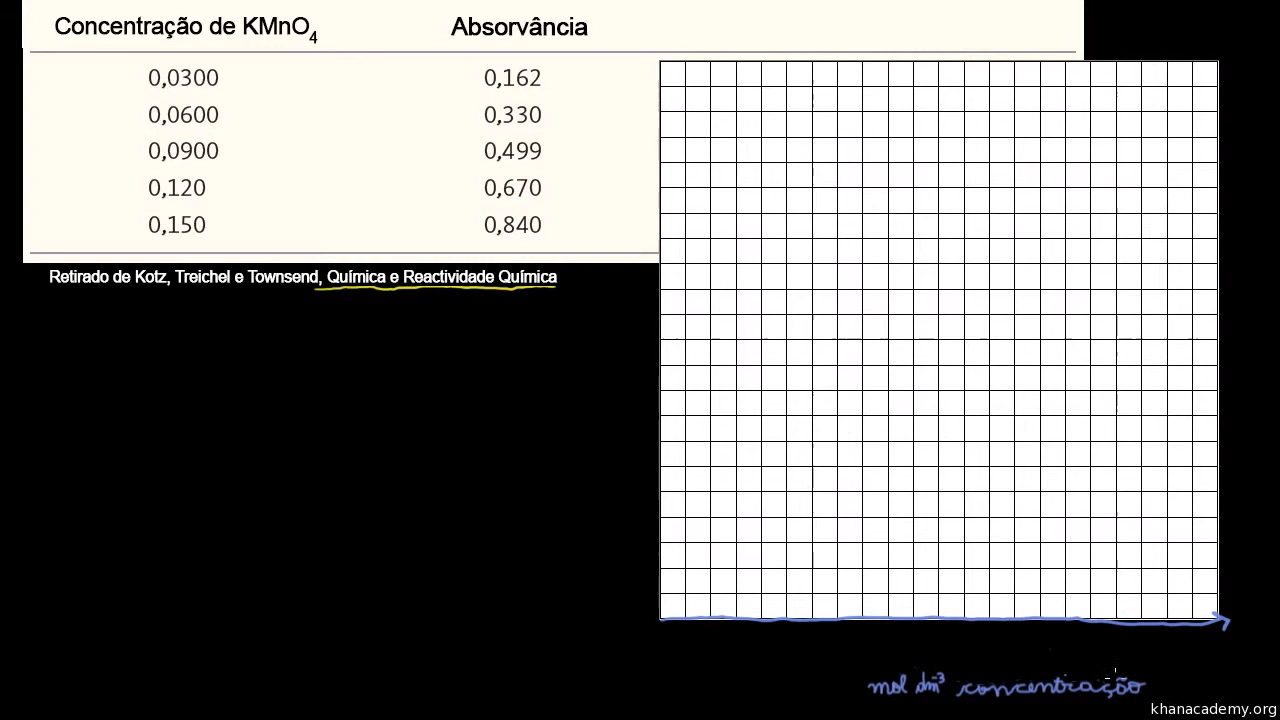 Concentração de KMnO4 Absorvância
0,0300 0,162
0,0600 0,330
0,0900 0,499
0,120 0,670
0,150 0,840
Retirado de Kotz, Treichel e Townsend, Química e Reactividade Química
mol dm⁻³ concentração
khanacademy.org